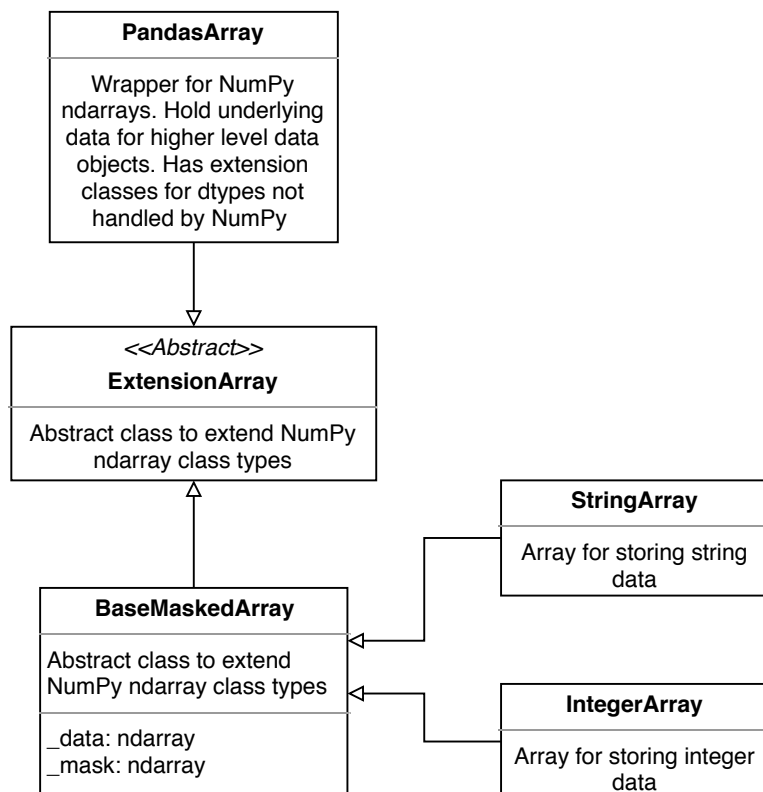 PandasArray
Wrapper for NumPy
ndarrays. Hold underlying
data for higher level data
objects. Has extension
classes for dtypes not
handled by NumPy
<<Abstract>>
ExtensionArray
Abstract class to extend NumPy
ndarray class types
StringArray
Array for storing string
data
BaseMaskedArray
Abstract class to extend
NumPy ndarray class types
_data: ndarray
_mask: ndarray
IntegerArray
Array for storing integer
data